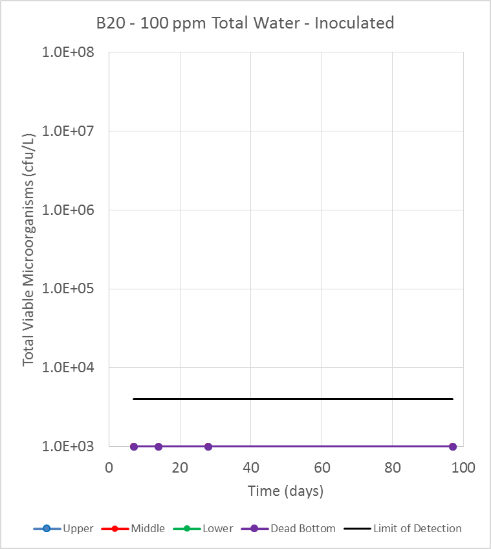 B20 - 100 ppm Total Water - Inoculated
1.0E+08
1.0E+07
1.0E+06
1.0E+05
1.0E+04
1.0E+03
Total Viable Microorganisms (cfu/L)
0 20 40 60 80 100
Time (days)
Upper Middle Lower Dead Bottom Limit of Detection